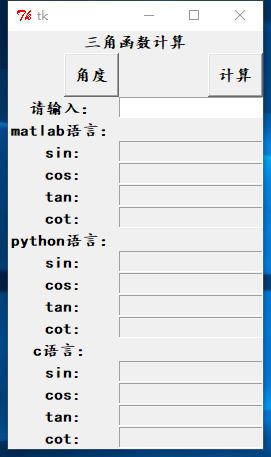 tk
三角函数计算
角度 计算
请输入:
matlab语言:
sin:
cos:
tan:
cot:
python语言:
sin:
cos:
tan:
cot:
c语言:
sin:
cos:
tan:
cot: